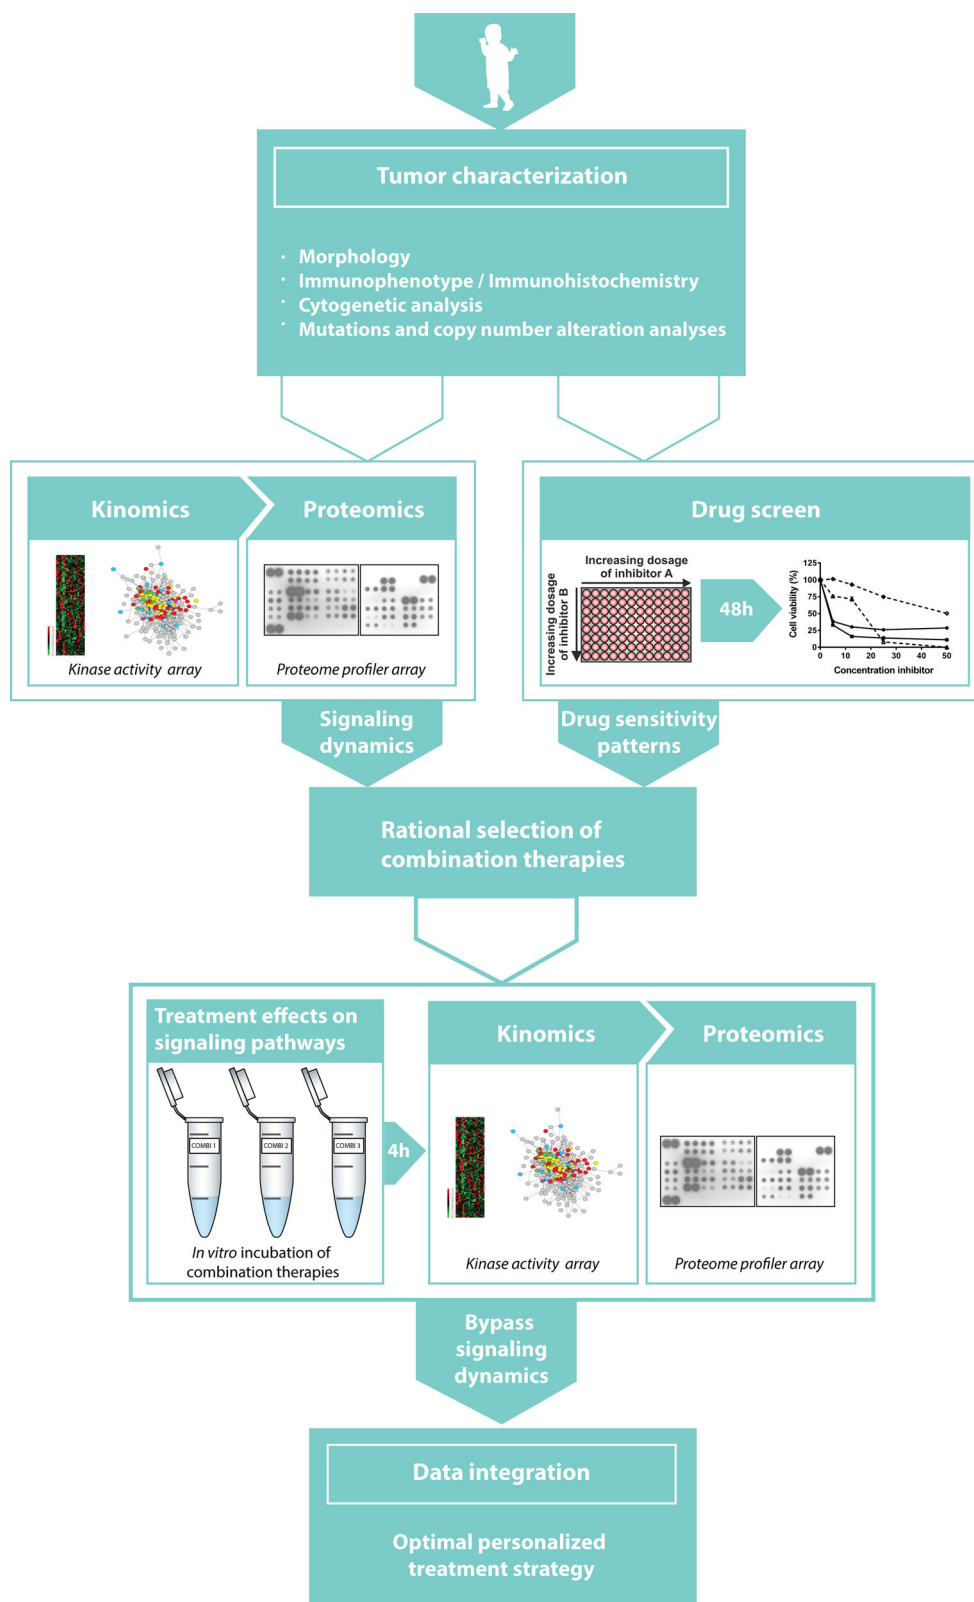 Tumor characterization
· Morphology
· Immunophenotype / Immunohistochemistry
· Cytogenetic analysis
· Mutations and copy number alteration analyses
Kinomics
Proteomics
Kinase activity array
Proteome profiler array
Drug screen
Increasing dosage
of inhibitor A
Increasing dosage
of inhibitor B
48h
Cell viability (%)
125
100
75
50
25
0
0
10
20
30
40
50
Concentration inhibitor
Signaling
dynamics
Drug sensitivity
patterns
Rational selection of
combination therapies
Treatment effects on
signaling pathways
COMBI 1
COMBI 2
COMBI 3
In vitro incubation of
combination therapies
4h
Kinomics
Proteomics
Kinase activity array
Proteome profiler array
Bypass
signaling
dynamics
Data integration
Optimal personalized
treatment strategy